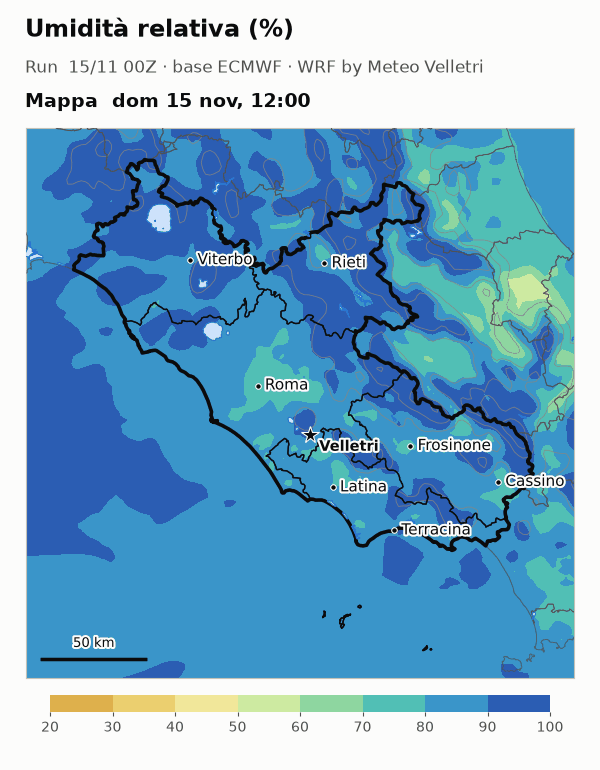 Umidità relativa (%)
Run 15/11 00Z · base ECMWF · WRF by Meteo Velletri
Mappa dom 15 nov, 12:00
Viterbo
Rieti
Roma
Velletri
Frosinone
Cassino
Latina
Terracina
50 km
20 30 40 50 60 70 80 90 100